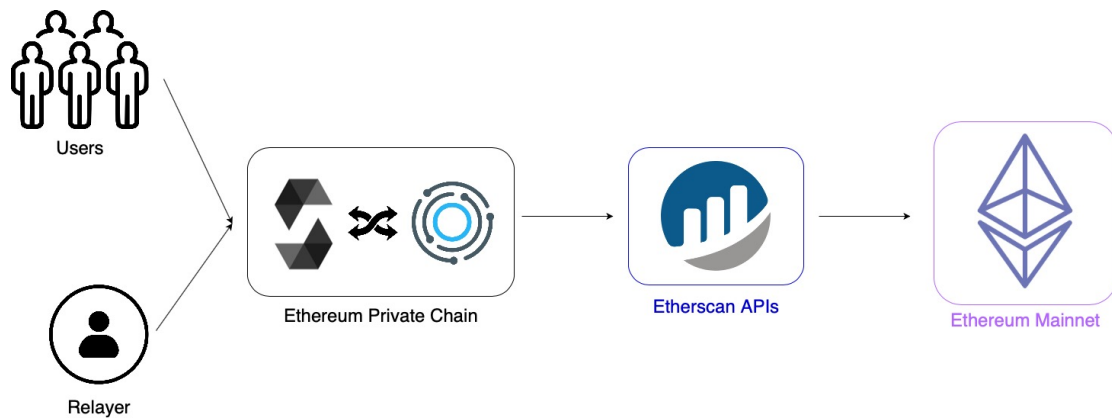 Users
Ethereum Private Chain
Etherscan APIs
Ethereum Mainnet
Relayer